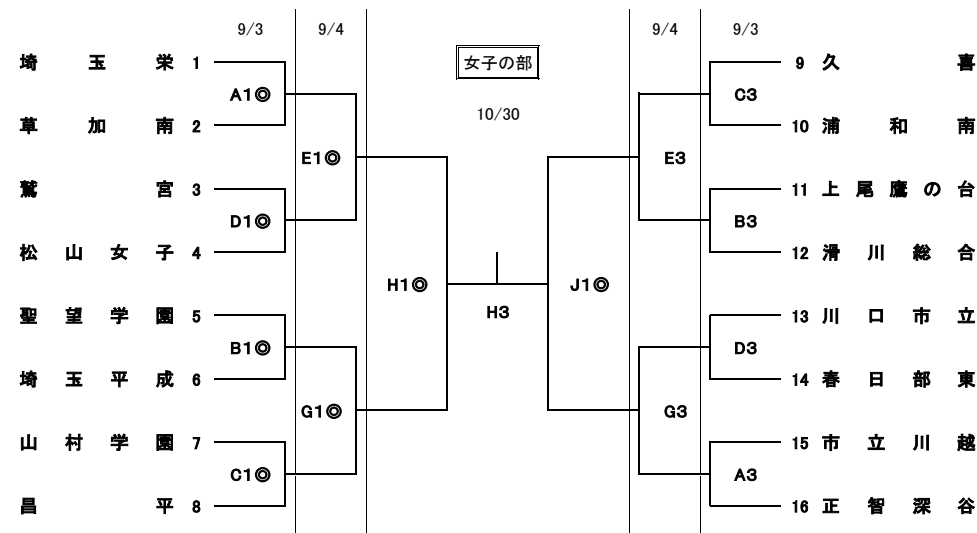 9/3 9/4 9/4 9/3
女子の部
埼玉栄 1 9 久喜
A1◎ C3
10/30
草加南 2 10 浦和南
E1◎ E3
鷲宮 3 11 上尾鷹の台
D1◎ B3
松山女子 4 12 滑川総合
H1◎ J1◎
H3
聖望学園 5 13 川口市立
B1◎ D3
埼玉平成 6 14 春日部東
G1◎ G3
山村学園 7 15 市立川越
C1◎ A3
昌平 8 16 正智深谷